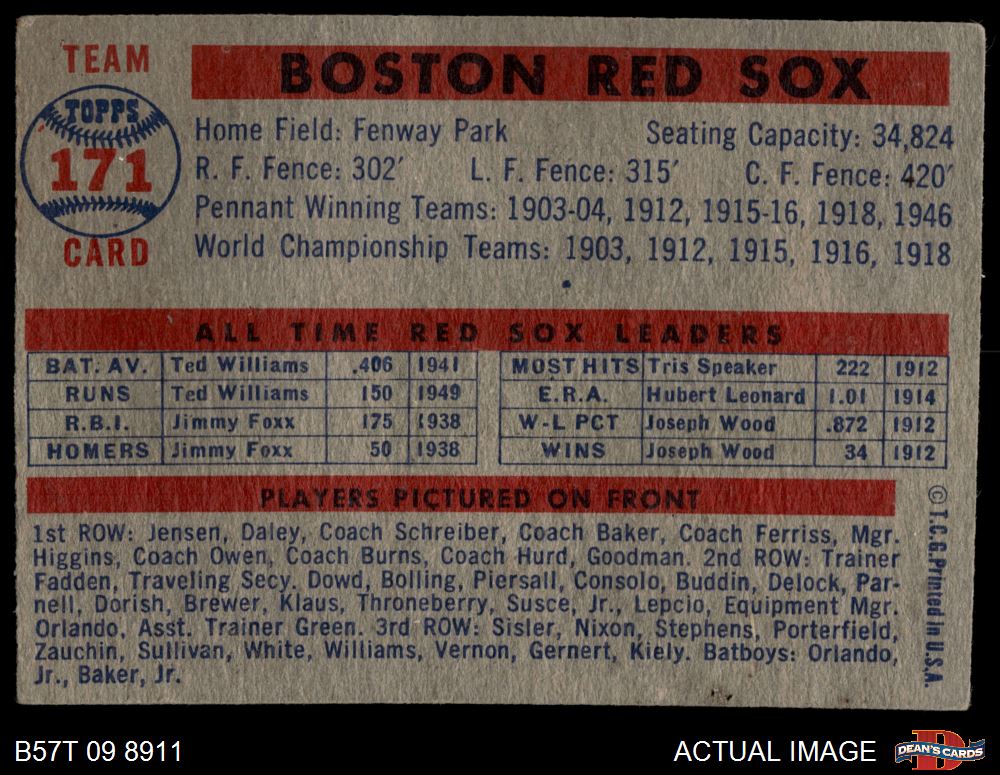 TEAM
TOPPS
171
CARD
BOSTON RED SOX
Home Field: Fenway Park Seating Capacity: 34,824
R. F. Fence: 302′ L. F. Fence: 315′ C. F. Fence: 420′
Pennant Winning Teams: 1903-04, 1912, 1915-16, 1918, 1946
World Championship Teams: 1903, 1912, 1915, 1916, 1918
ALL TIME RED SOX LEADERS
BAT. AV. Ted Williams .406 1941 MOST HITS Tris Speaker 222 1912
RUNS Ted Williams 150 1949 E.R.A. Hubert Leonard 1.01 1914
R.B.I. Jimmy Foxx 175 1938 W-L PCT Joseph Wood .872 1912
HOMERS Jimmy Foxx 50 1938 WINS Joseph Wood 34 1912
PLAYERS PICTURED ON FRONT
1st ROW: Jensen, Daley, Coach Schreiber, Coach Baker, Coach Ferriss, Mgr.
Higgins, Coach Owen, Coach Burns, Coach Hurd, Goodman. 2nd ROW: Trainer
Fadden, Traveling Secy. Dowd, Bolling, Piersall, Consolo, Buddin, Delock, Par-
nell, Dorish, Brewer, Klaus, Throneberry, Susce, Jr., Lepcio, Equipment Mgr.
Orlando, Asst. Trainer Green. 3rd ROW: Sisler, Nixon, Stephens, Porterfield,
Zauchin, Sullivan, White, Williams, Vernon, Gernert, Kiely. Batboys: Orlando,
Jr., Baker, Jr.
© T.C.G. Printed in U.S.A.
B57T 09 8911 ACTUAL IMAGE
D
DEAN'S CARDS